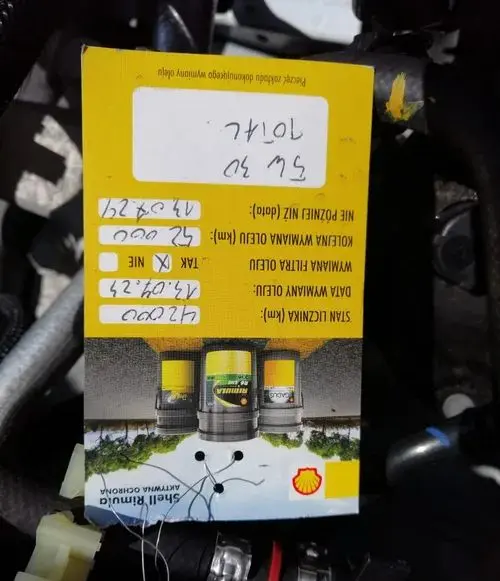 Shell Rimula
AKTYWNA OCHRONA
RIMULA
R6
STAN LICZNIKA (km): 42000
DATA WYMIANY OLEJU: 13.07.23
WYMIANA FILTRA OLEJU TAK X NIE
KOLEJNA WYMIANA OLEJU (km): 52 000
NIE PÓŹNIEJ NIŻ (data): 13.07.24
5W 30
TOTAL
Pieczęć zakładu dokonującego wymiany oleju